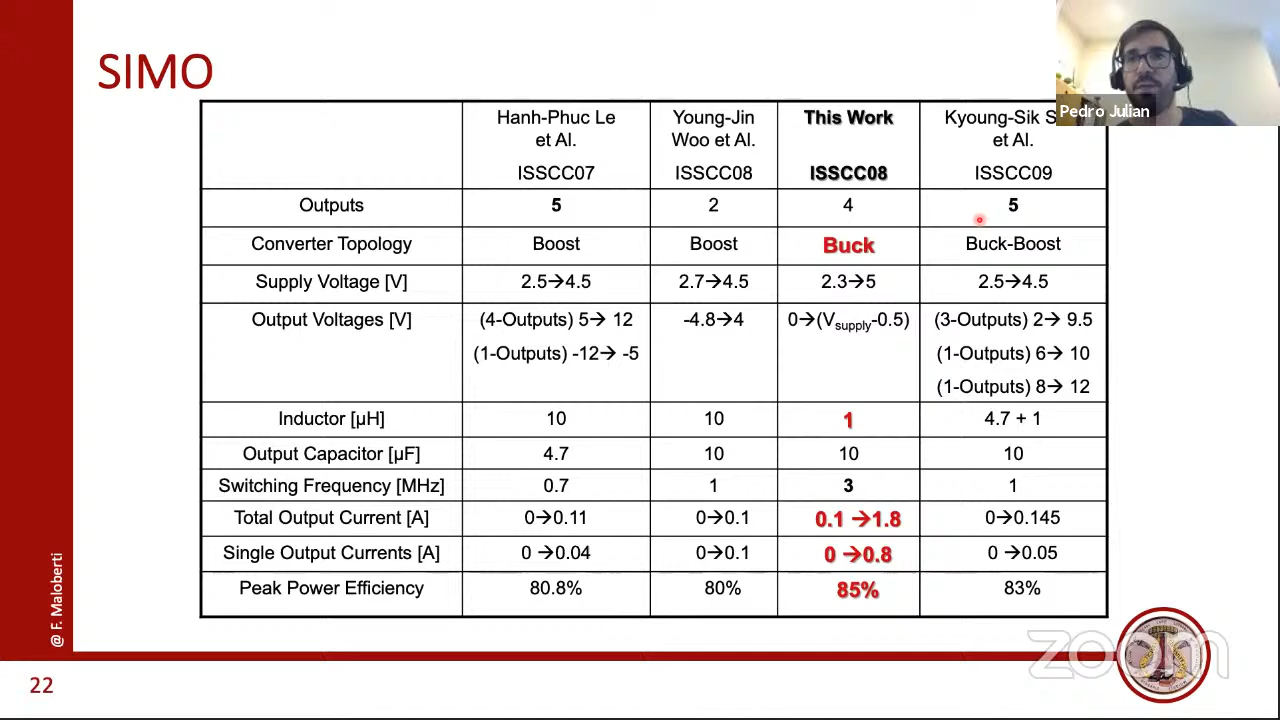 SIMO
Pedro Julian
Hanh-Phuc Le
et Al.
ISSCC07
Young-Jin
Woo et Al.
ISSCC08
This Work
ISSCC08
Kyoung-Sik
et Al.
ISSCC09
Outputs 5 2 4 5
Converter Topology Boost Boost Buck Buck-Boost
Supply Voltage [V] 2.5→4.5 2.7→4.5 2.3→5 2.5→4.5
Output Voltages [V] (4-Outputs) 5→ 12 -4.8→4 0→(Vsupply-0.5) (3-Outputs) 2→ 9.5
(1-Outputs) -12→ -5 (1-Outputs) 6→ 10
(1-Outputs) 8→ 12
Inductor [µH] 10 10 1 4.7 + 1
Output Capacitor [µF] 4.7 10 10 10
Switching Frequency [MHz] 0.7 1 3 1
Total Output Current [A] 0→0.11 0→0.1 0.1 →1.8 0→0.145
Single Output Currents [A] 0 →0.04 0→0.1 0 →0.8 0 →0.05
Peak Power Efficiency 80.8% 80% 85% 83%
@ F. Maloberti
zoom
22